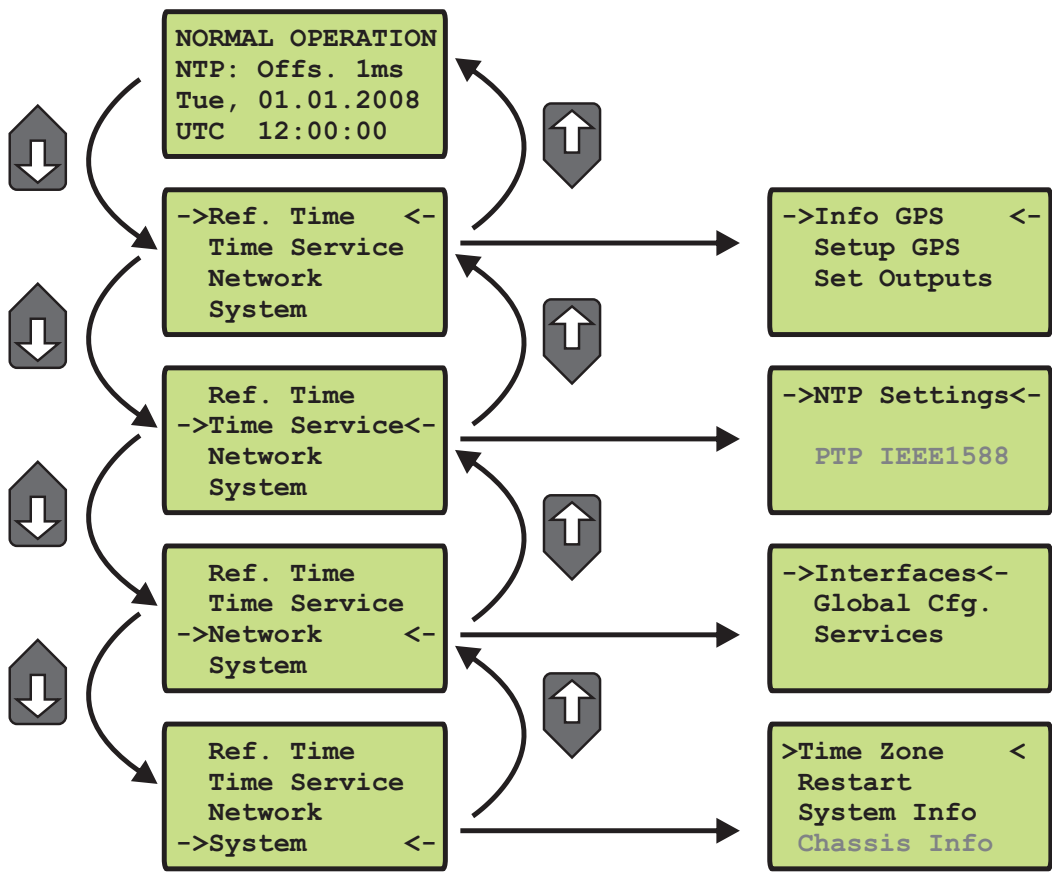 NORMAL OPERATION
NTP: Offs. 1ms
Tue, 01.01.2008
UTC  12:00:00
->Ref. Time   <-
Time Service
Network
System
->Info GPS    <-
Setup GPS
Set Outputs
Ref. Time
->Time Service<-
Network
System
->NTP Settings<-
PTP IEEE1588
Ref. Time
Time Service
->Network     <-
System
->Interfaces<-
Global Cfg.
Services
Ref. Time
Time Service
Network
->System      <-
>Time Zone    <
Restart
System Info
Chassis Info